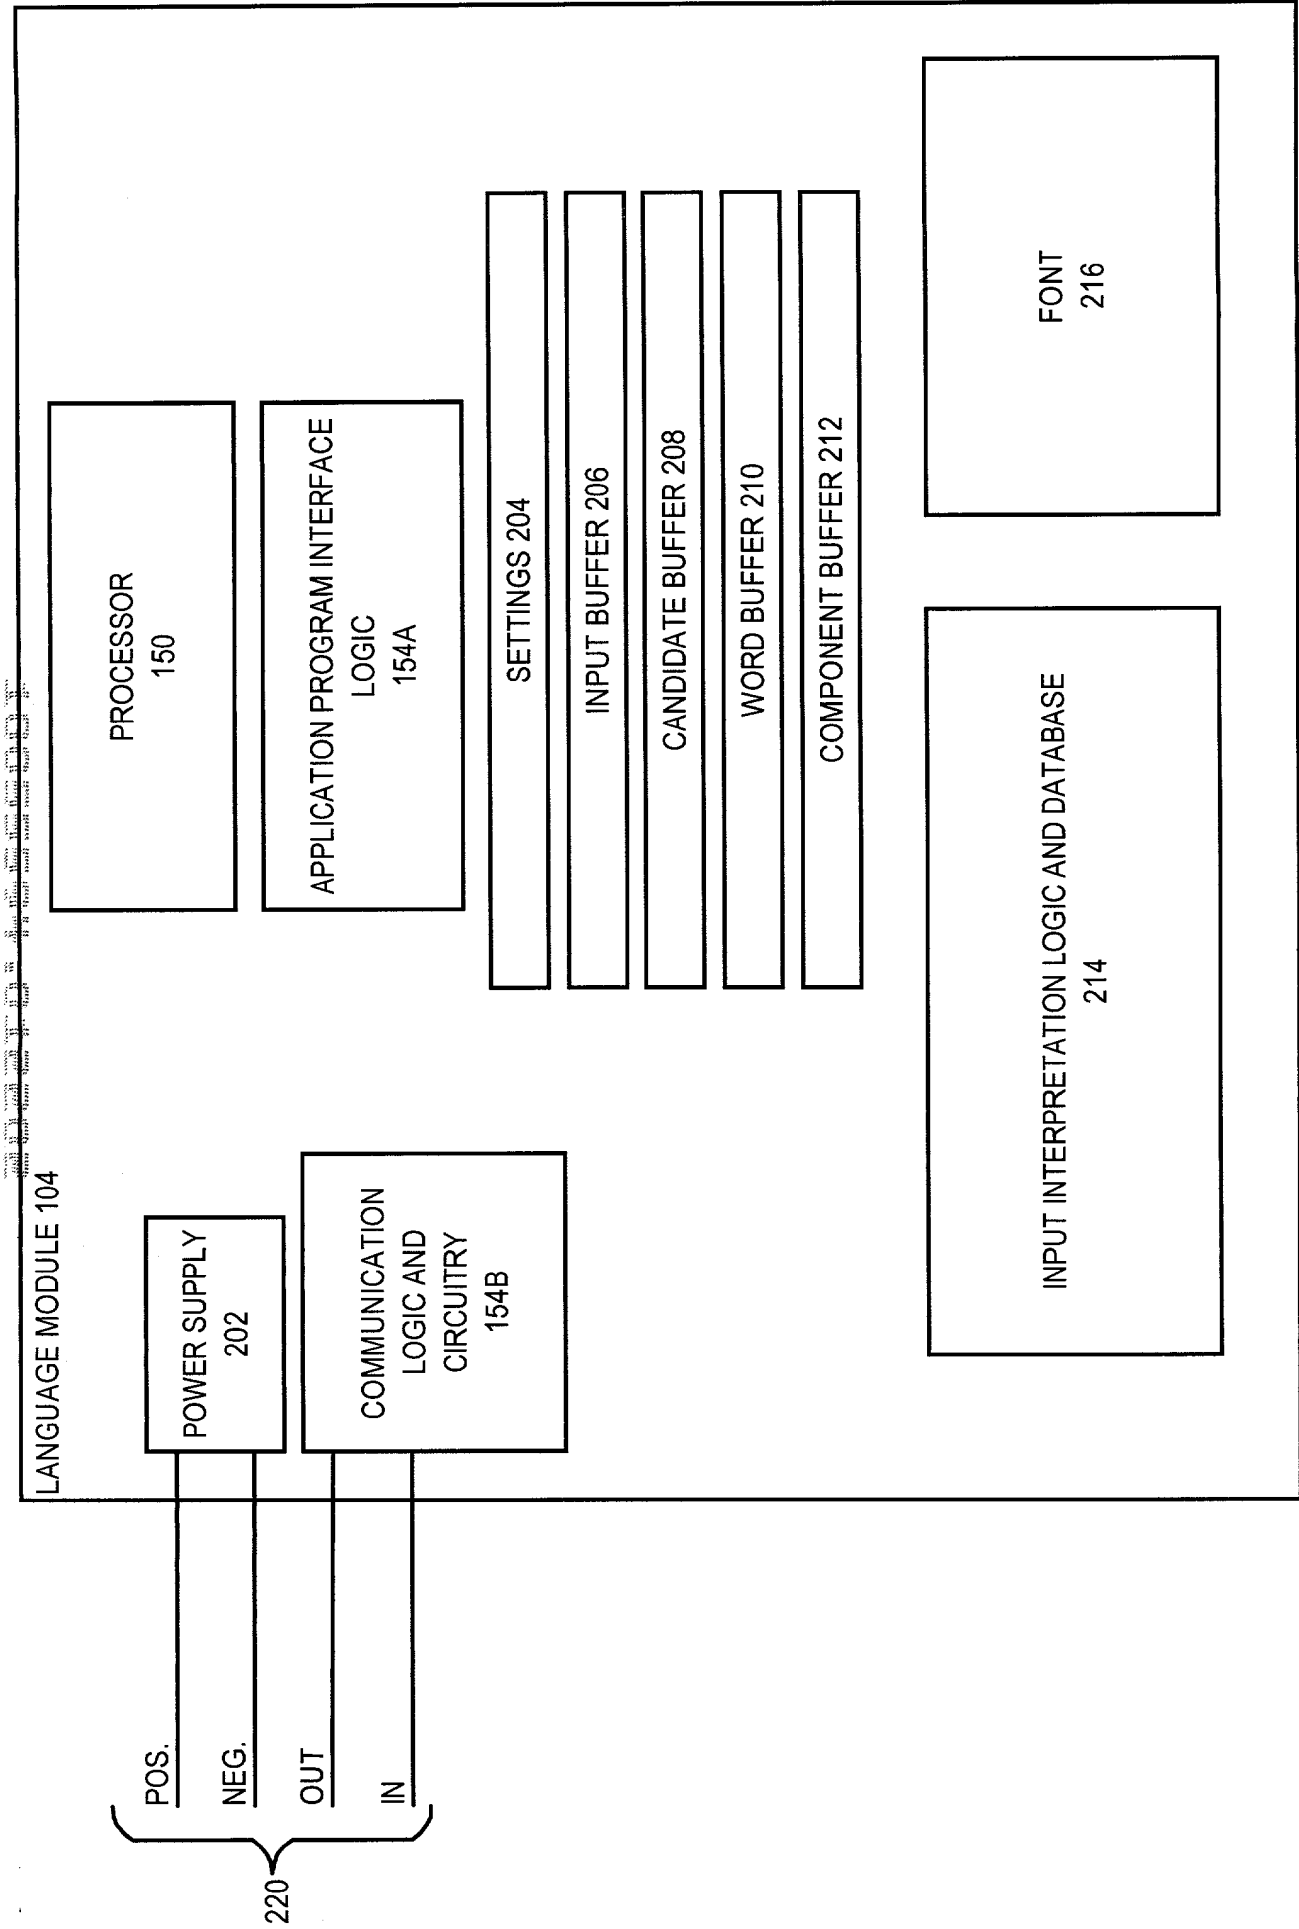 LANGUAGE MODULE 104
POS.
NEG.
OUT
IN
220
POWER SUPPLY
202
COMMUNICATION
LOGIC AND
CIRCUITRY
154B
PROCESSOR
150
APPLICATION PROGRAM INTERFACE
LOGIC
154A
SETTINGS 204
INPUT BUFFER 206
CANDIDATE BUFFER 208
WORD BUFFER 210
COMPONENT BUFFER 212
INPUT INTERPRETATION LOGIC AND DATABASE
214
FONT
216